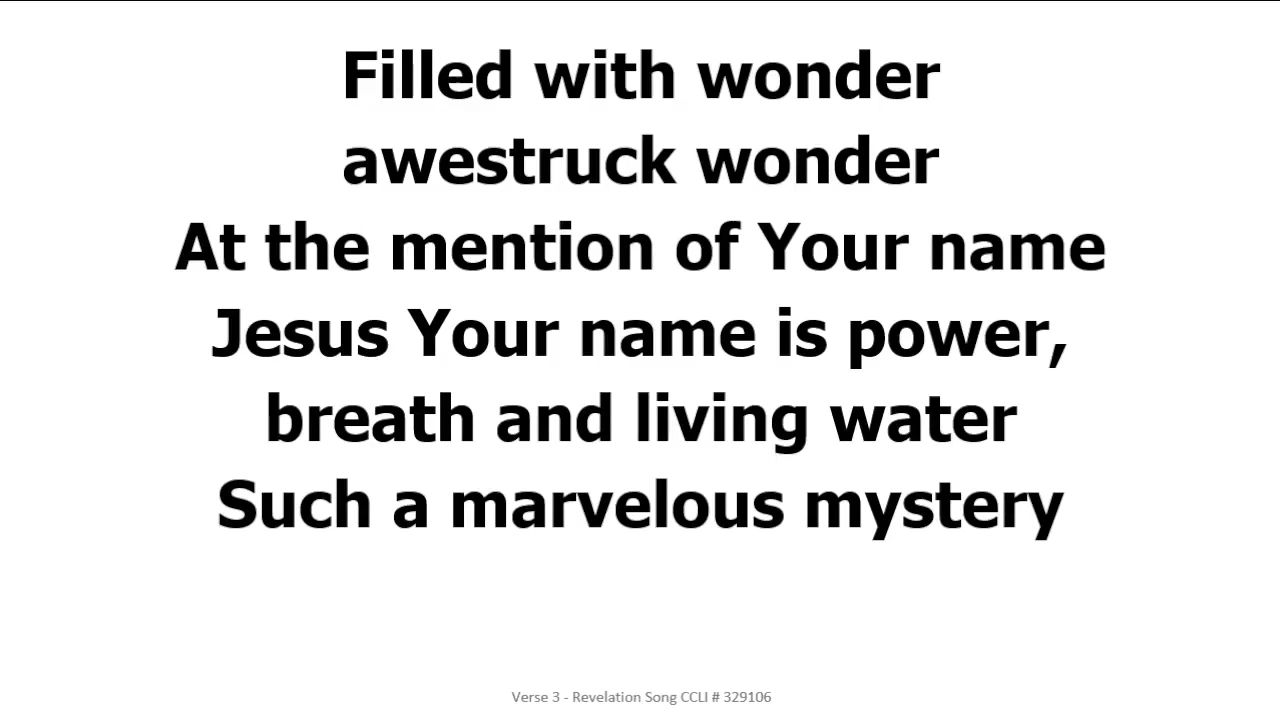 Filled with wonder
awestruck wonder
At the mention of Your name
Jesus Your name is power,
breath and living water
Such a marvelous mystery
Verse 3 - Revelation Song CCLI # 329106